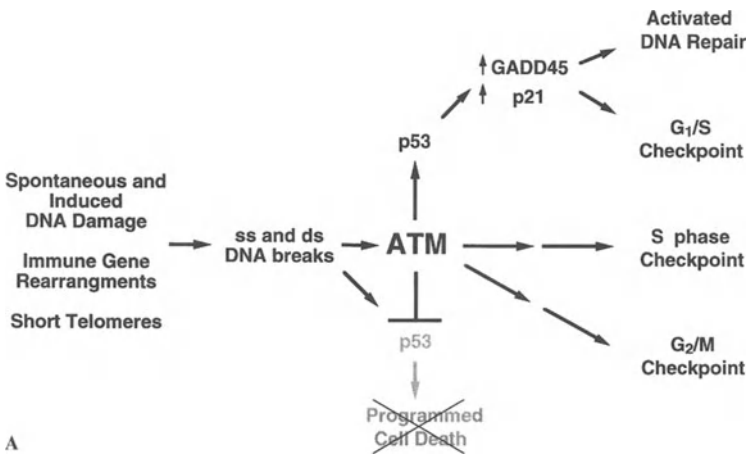 Activated
DNA Repair
GADD45
p21
G1/S
Checkpoint
p53
Spontaneous and
Induced
DNA Damage
Immune Gene
Rearrangments
Short Telomeres
ss and ds
DNA breaks
ATM
S phase
Checkpoint
G2/M
Checkpoint
p53
Programmed
Cell Death
A